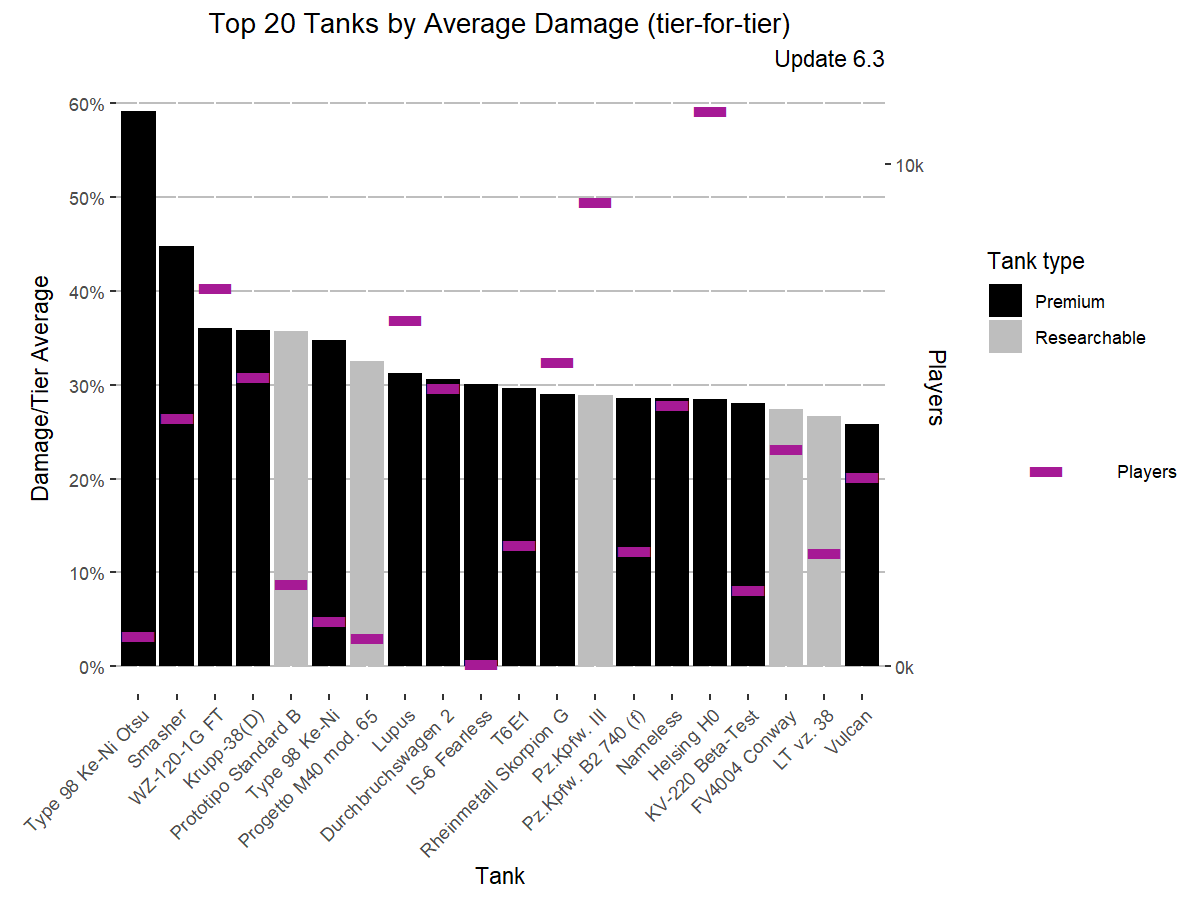 Top 20 Tanks by Average Damage (tier-for-tier)
Update 6.3
60%
50%
40%
30%
20%
10%
0%
Damage/Tier Average
10k
0k
Players
Tank type
Premium
Researchable
Players
Type 98 Ke-Ni Otsu
Smasher
WZ-120-1G FT
Krupp-38(D)
Prototipo Standard B
Type 98 Ke-Ni
Progetto M40 mod. 65
Lupus
Durchbruchswagen 2
IS-6 Fearless
T6E1
Rheinmetall Skorpion G
Pz.Kpfw. III
Pz.Kpfw. B2 740 (f)
Nameless
Helsing H0
KV-220 Beta-Test
FV4004 Conway
LT vz. 38
Vulcan
Tank